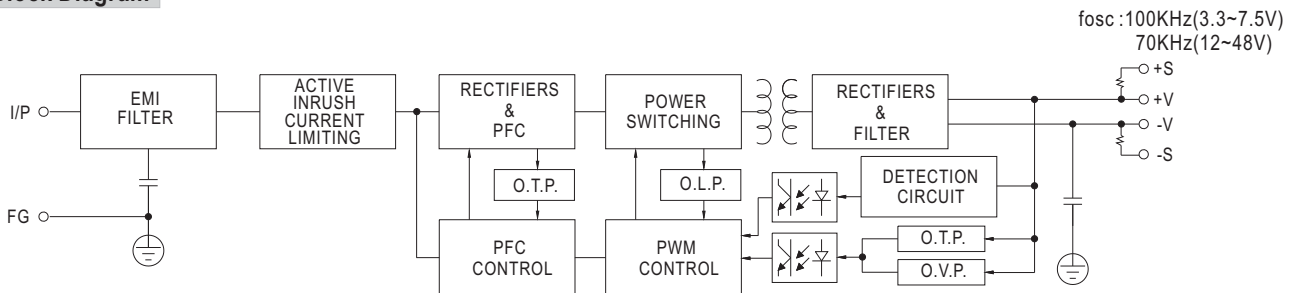 fosc :100KHz(3.3~7.5V)
70KHz(12~48V)
I/P
EMI
FILTER
ACTIVE
INRUSH
CURRENT
LIMITING
RECTIFIERS
&
PFC
POWER
SWITCHING
RECTIFIERS
&
FILTER
+S
+V
-V
-S
O.T.P.
O.L.P.
DETECTION
CIRCUIT
FG
PFC
CONTROL
PWM
CONTROL
O.T.P.
O.V.P.